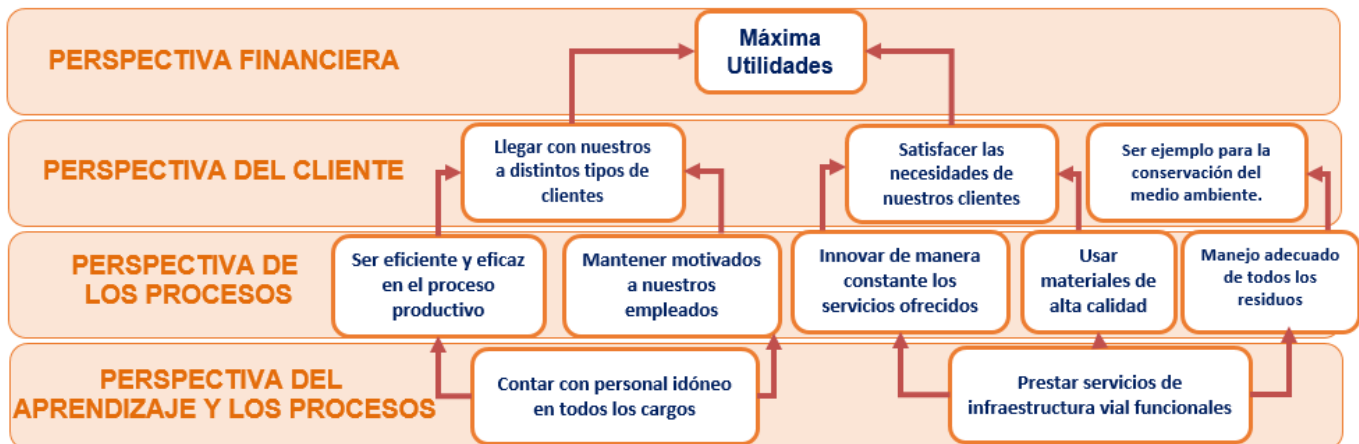 PERSPECTIVA FINANCIERA
Máxima
Utilidades
PERSPECTIVA DEL CLIENTE
Llegar con nuestros
a distintos tipos de
clientes
Satisfacer las
necesidades de
nuestros clientes
Ser ejemplo para la
conservación del
medio ambiente.
PERSPECTIVA DE
LOS PROCESOS
Ser eficiente y eficaz
en el proceso
productivo
Mantener motivados
a nuestros
empleados
Innovar de manera
constante los
servicios ofrecidos
Usar
materiales de
alta calidad
Manejo adecuado
de todos los
residuos
PERSPECTIVA DEL
APRENDIZAJE Y LOS PROCESOS
Contar con personal idóneo
en todos los cargos
Prestar servicios de
infraestructura vial funcionales